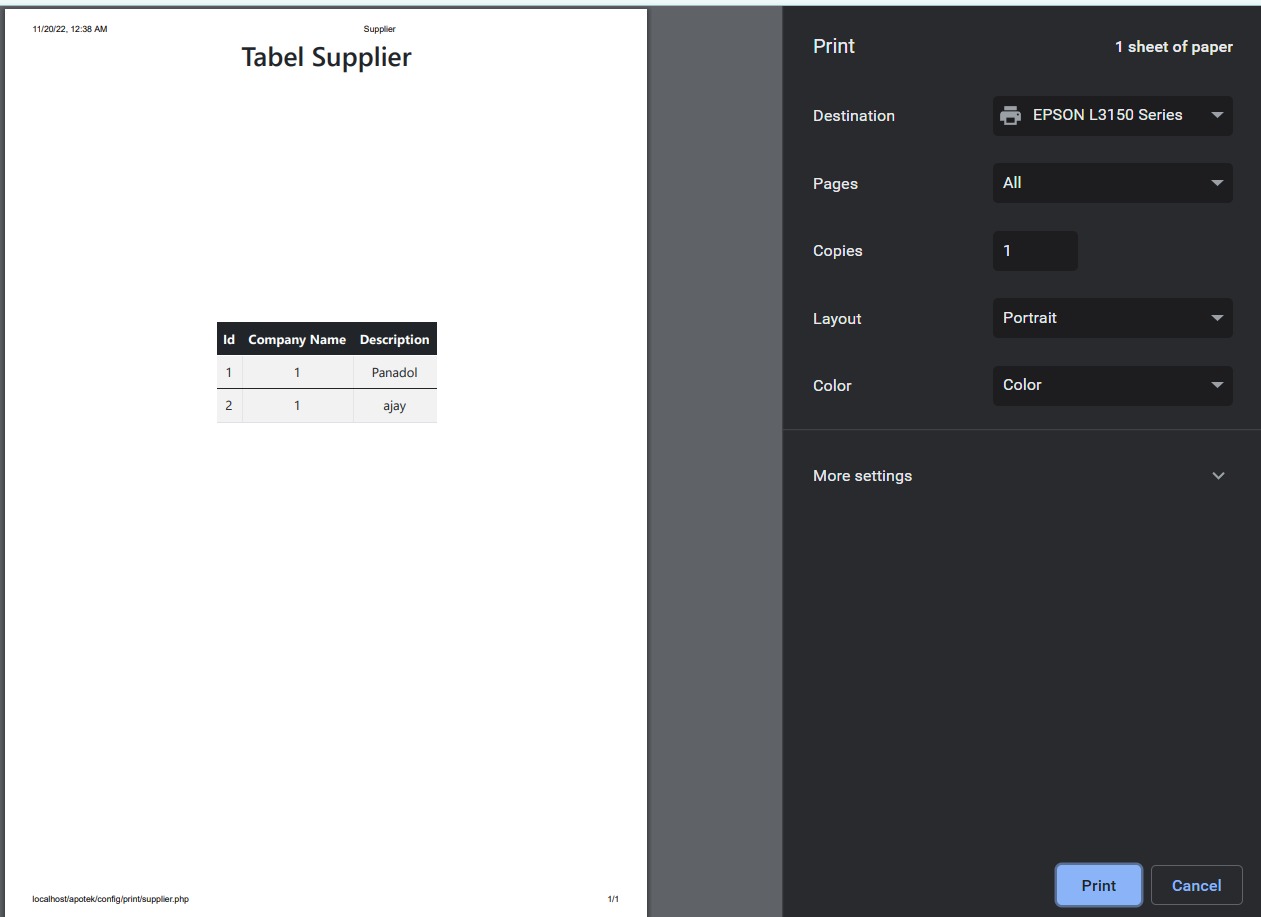 11/20/22, 12:38 AM Supplier
Tabel Supplier
Id Company Name Description
1 1 Panadol
2 1 ajay
localhost/apotek/config/print/supplier.php 1/1
Print 1 sheet of paper
Destination EPSON L3150 Series
Pages All
Copies 1
Layout Portrait
Color Color
More settings
Print Cancel